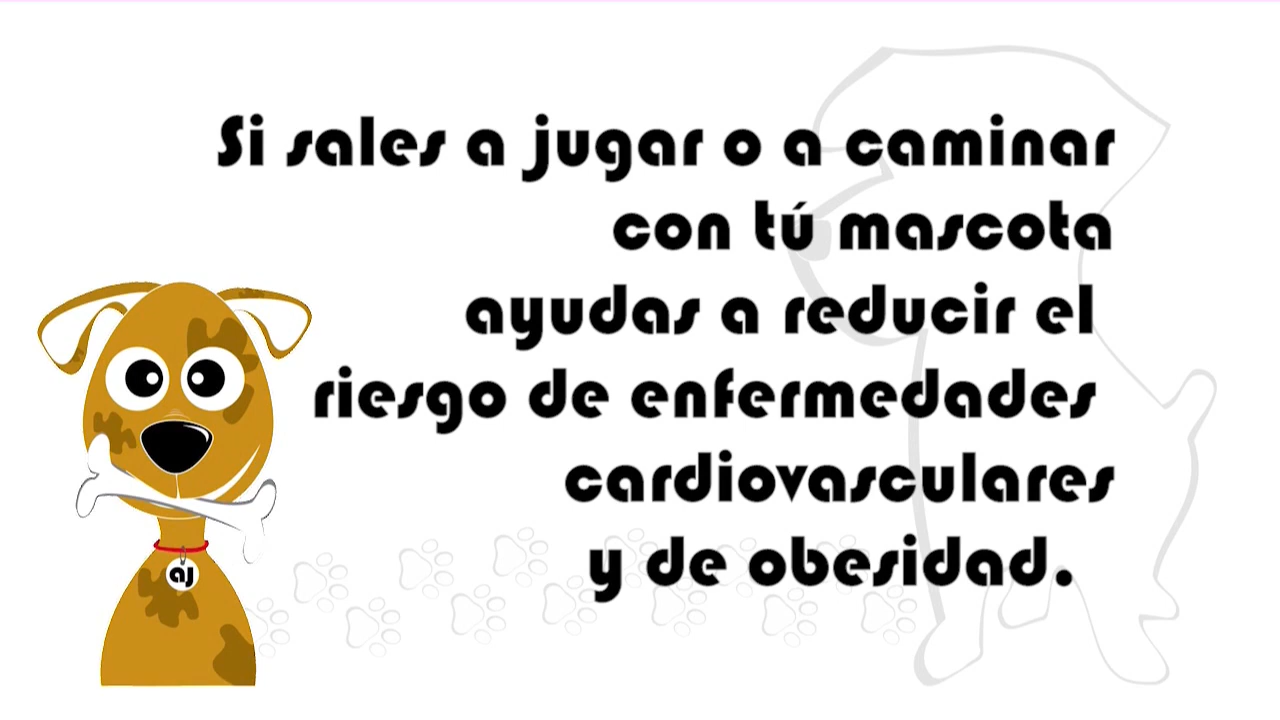 Si sales a jugar o a caminar
con tú mascota
ayudas a reducir el
riesgo de enfermedades
cardiovasculares
y de obesidad.
aj